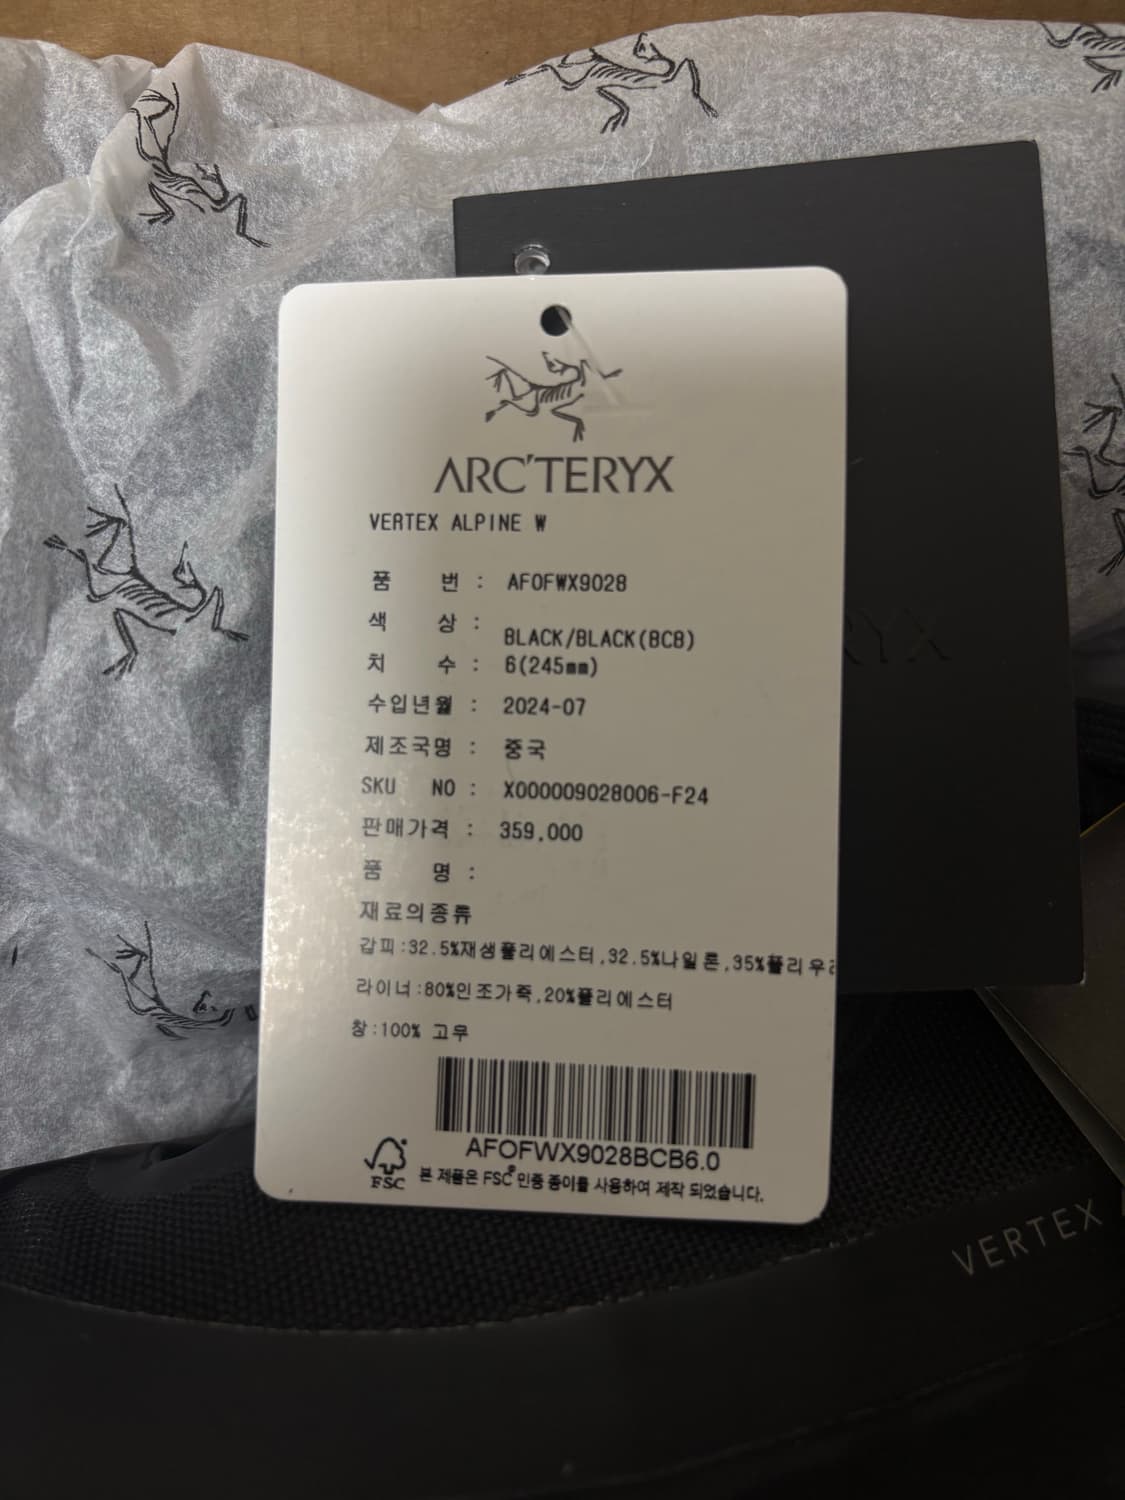 ARC'TERYX
VERTEX ALPINE W
품 번 : AFOFWX9028
색 상 : BLACK/BLACK(BCB)
치 수 : 6(245mm)
수입년월 : 2024-07
제조국명 : 중국
SKU NO : X000009028006-F24
판매가격 : 359,000
품 명 :
재료의종류
갑피:32.5%재생폴리에스터,32.5%나일론,35%폴리우
라이너:80%인조가죽,20%폴리에스터
창:100% 고무
AFOFWX9028BCB6.0
FSC 본 제품은 FSC® 인증 종이를 사용하여 제작 되었습니다.
RYX
VERTEX